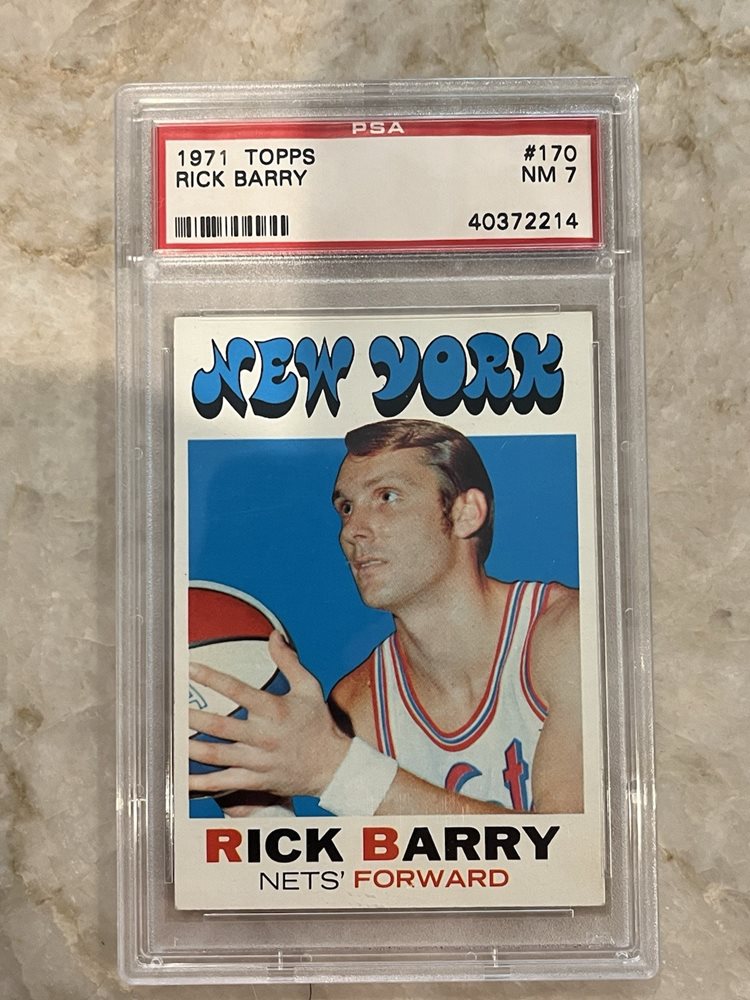 PSA
1971 TOPPS #170
RICK BARRY NM 7
40372214
NEW YORK
RICK BARRY
NETS' FORWARD